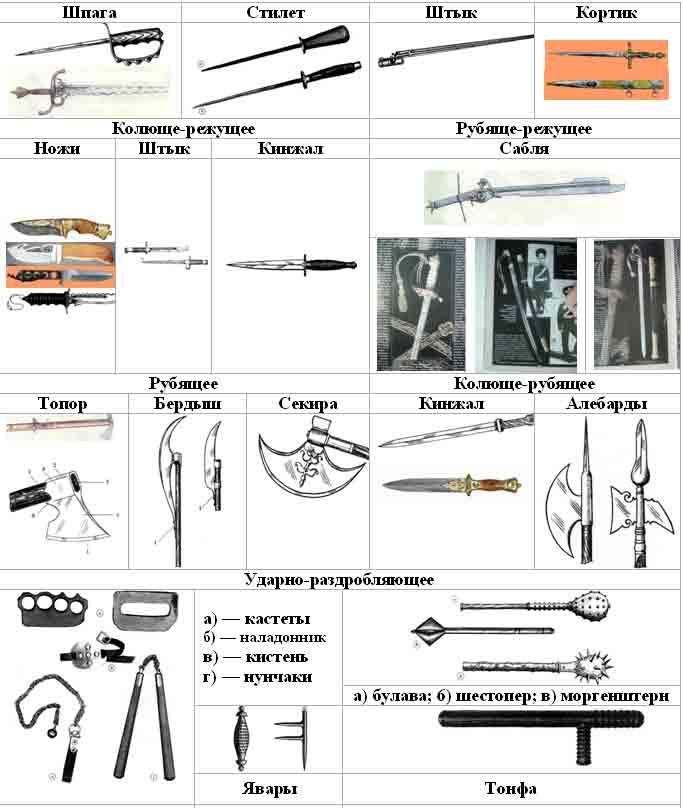 Шпага Стилет Штык Кортик
Колюще-режущее Рубяще-режущее
Ножи Штык Кинжал Сабля
Рубящее Колюще-рубящее
Топор Бердыш Секира Кинжал Алебарды
Ударно-раздробляющее
а) — кастеты
б) — наладонник
в) — кистень
г) — нунчаки
а) булава; б) шестопер; в) моргенштерн
Явары Тонфа